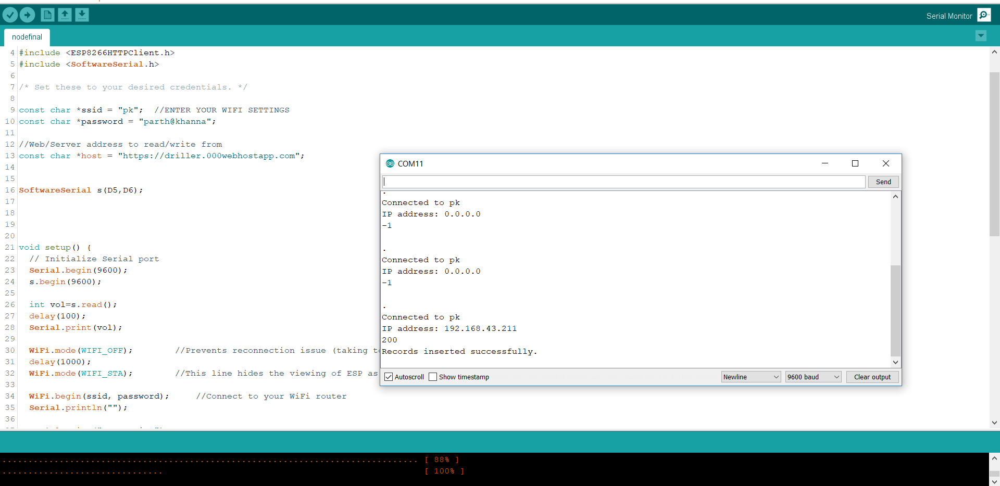 Serial Monitor
nodefinal
4 #include <ESP8266HTTPClient.h>
5 #include <SoftwareSerial.h>
6
7 /* Set these to your desired credentials. */
8
9 const char *ssid = "pk";  //ENTER YOUR WIFI SETTINGS
10 const char *password = "parth@khanna";
11
12 //Web/Server address to read/write from
13 const char *host = "https://driller.000webhostapp.com";
14
15
16 SoftwareSerial s(D5,D6);
17
18
19
20
21 void setup() {
22   // Initialize Serial port
23   Serial.begin(9600);
24   s.begin(9600);
25
26   int vol=s.read();
27   delay(100);
28   Serial.print(vol);
29
30   WiFi.mode(WIFI_OFF);        //Prevents reconnection issue (taking
31   delay(1000);
32   WiFi.mode(WIFI_STA);        //This line hides the viewing of ESP as
33
34   WiFi.begin(ssid, password);     //Connect to your WiFi router
35   Serial.println("");
36
COM11
Send
.
Connected to pk
IP address: 0.0.0.0
-1
.
Connected to pk
IP address: 0.0.0.0
-1
.
Connected to pk
IP address: 192.168.43.211
200
Records inserted successfully.
Autoscroll Show timestamp Newline 9600 baud Clear output
................................................................................ [ 88% ]
............................... [ 100% ]